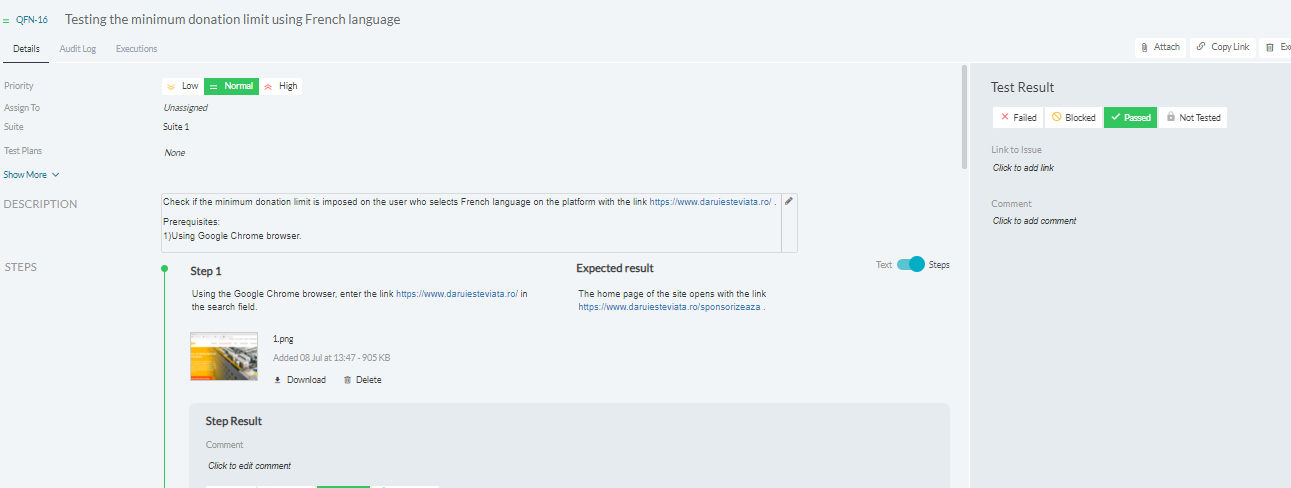 QFN-16 Testing the minimum donation limit using French language
Details Audit Log Executions
Attach Copy Link
Priority Low Normal High
Assign To Unassigned
Suite Suite 1
Test Plans None
Show More
DESCRIPTION
Check if the minimum donation limit is imposed on the user who selects French language on the platform with the link https://www.daruiesteviata.ro/ .
Prerequisites:
1)Using Google Chrome browser.
STEPS
Text Steps
Step 1
Using the Google Chrome browser, enter the link https://www.daruiesteviata.ro/ in
the search field.
Expected result
The home page of the site opens with the link
https://www.daruiesteviata.ro/sponsorizeaza .
1.png
Added 08 Jul at 13:47 - 905 KB
Download Delete
Step Result
Comment
Click to edit comment
Test Result
Failed Blocked Passed Not Tested
Link to Issue
Click to add link
Comment
Click to add comment